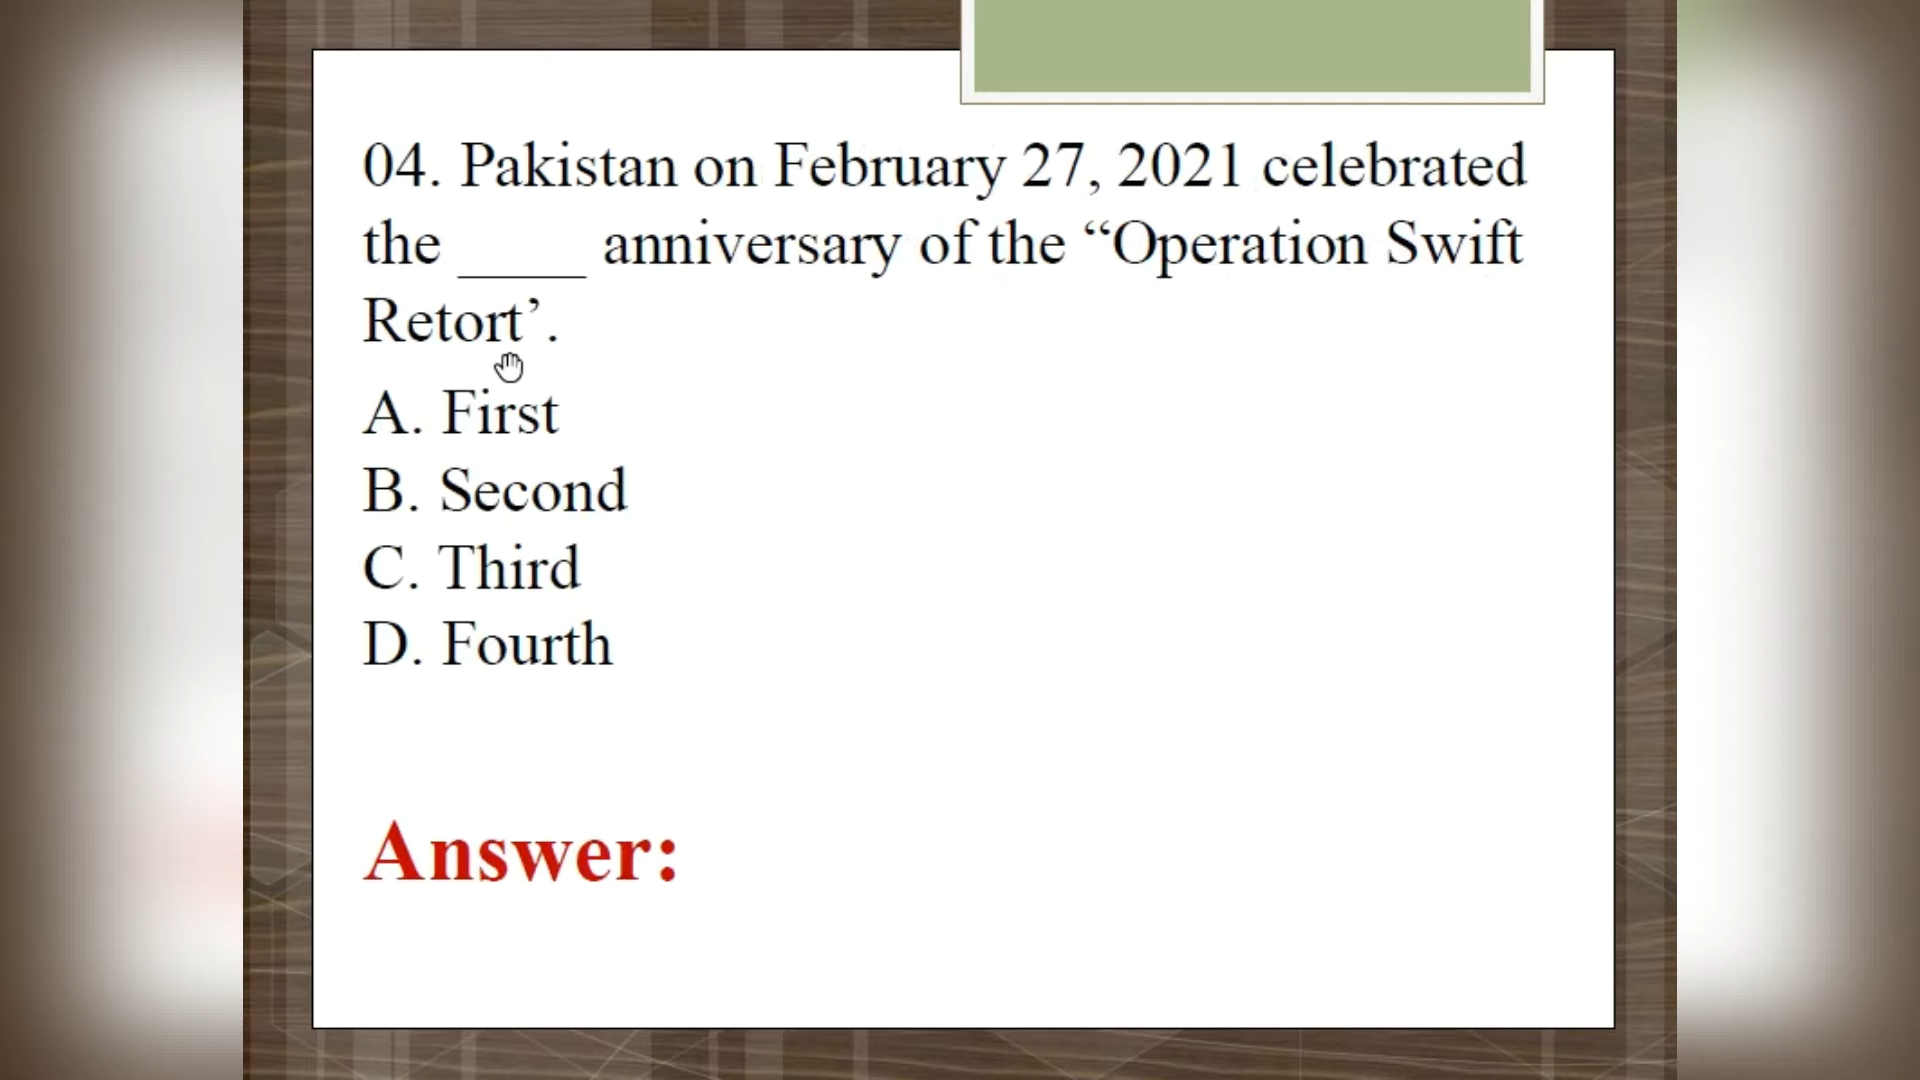 04. Pakistan on February 27, 2021 celebrated
the ____ anniversary of the “Operation Swift
Retort’.
A. First
B. Second
C. Third
D. Fourth
Answer: